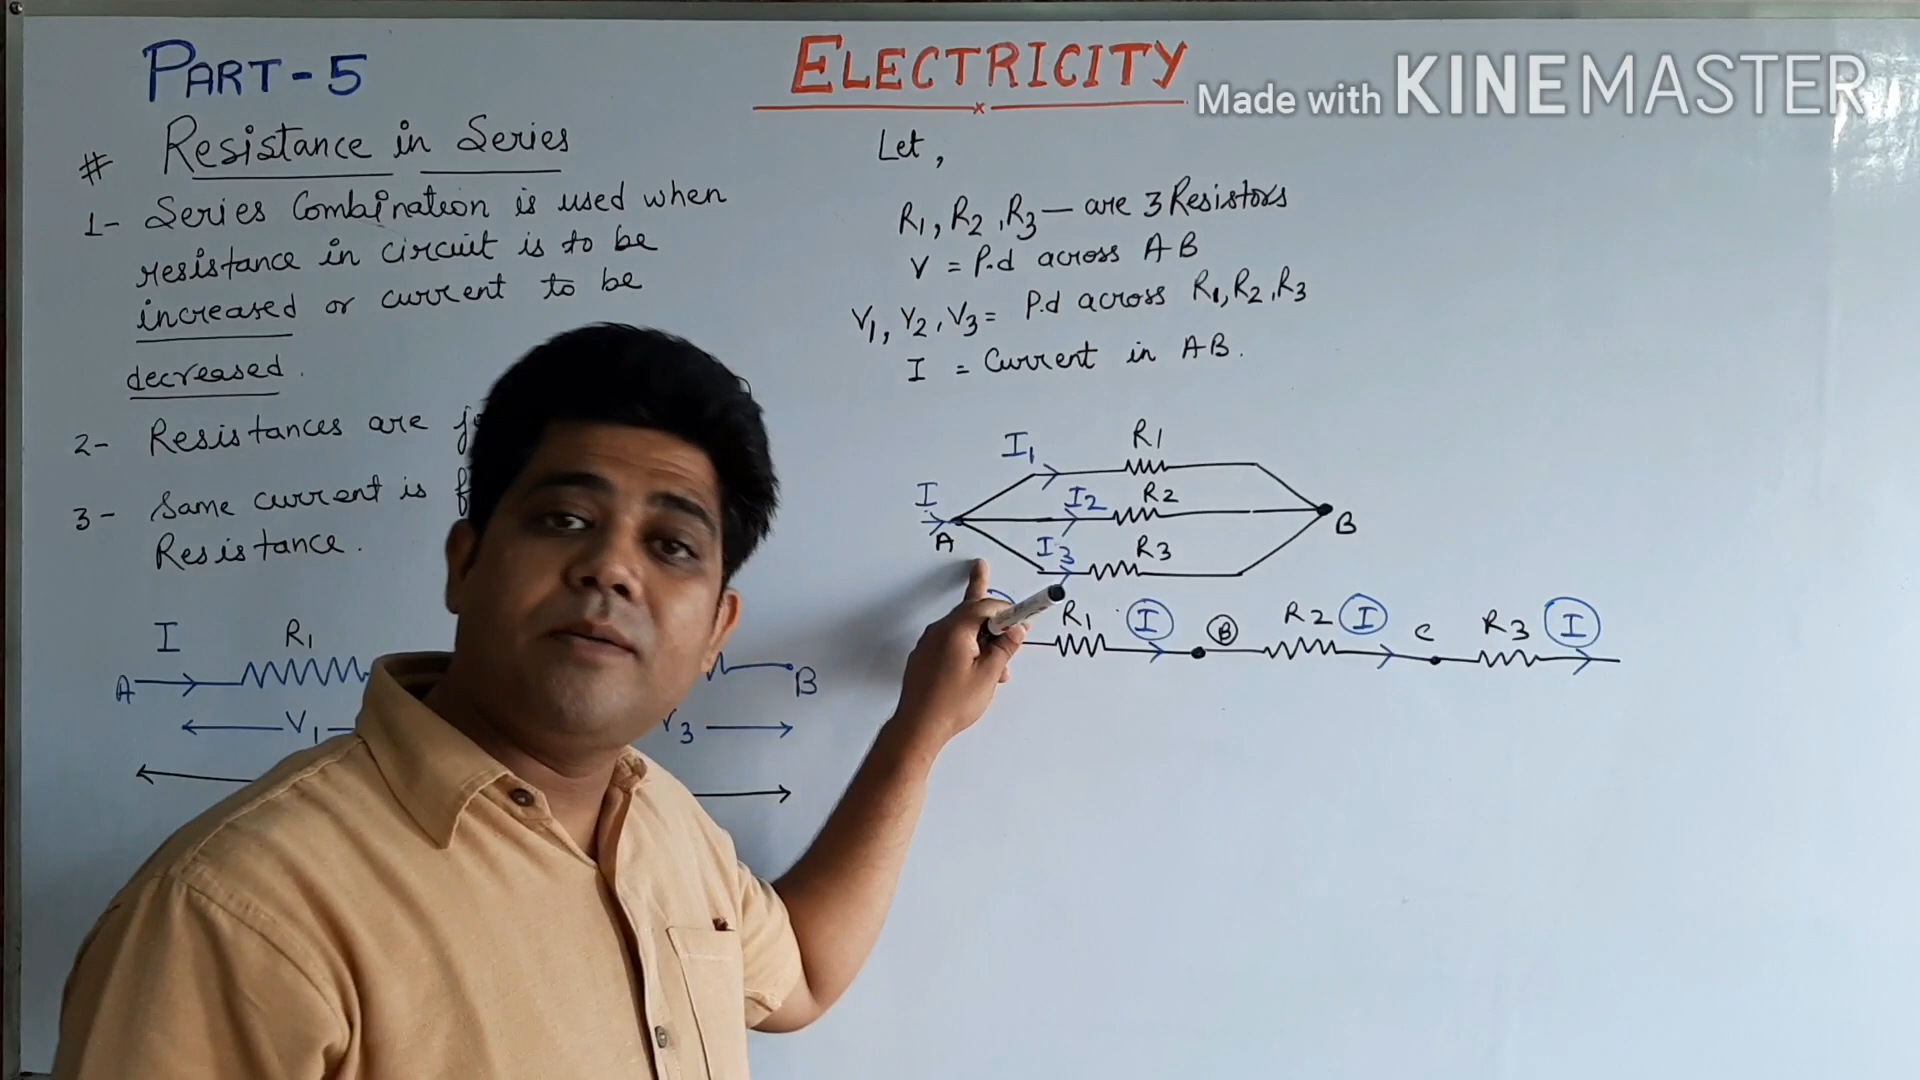 PART-5
ELECTRICITY
Made with KINEMASTER
# Resistance in Series
1- Series Combination is used when
resistance in circuit is to be
increased or current to be
decreased.
2- Resistances are
3- Same current is
Resistance.
I R1
A B
V1 V3
Let,
R1, R2, R3 — are 3 Resistors
V = P.d across AB
V1, V2, V3 = P.d across R1, R2, R3
I = Current in AB.
I1 R1
I I2 R2
A B
I3 R3
R1 I B R2 I C R3 I